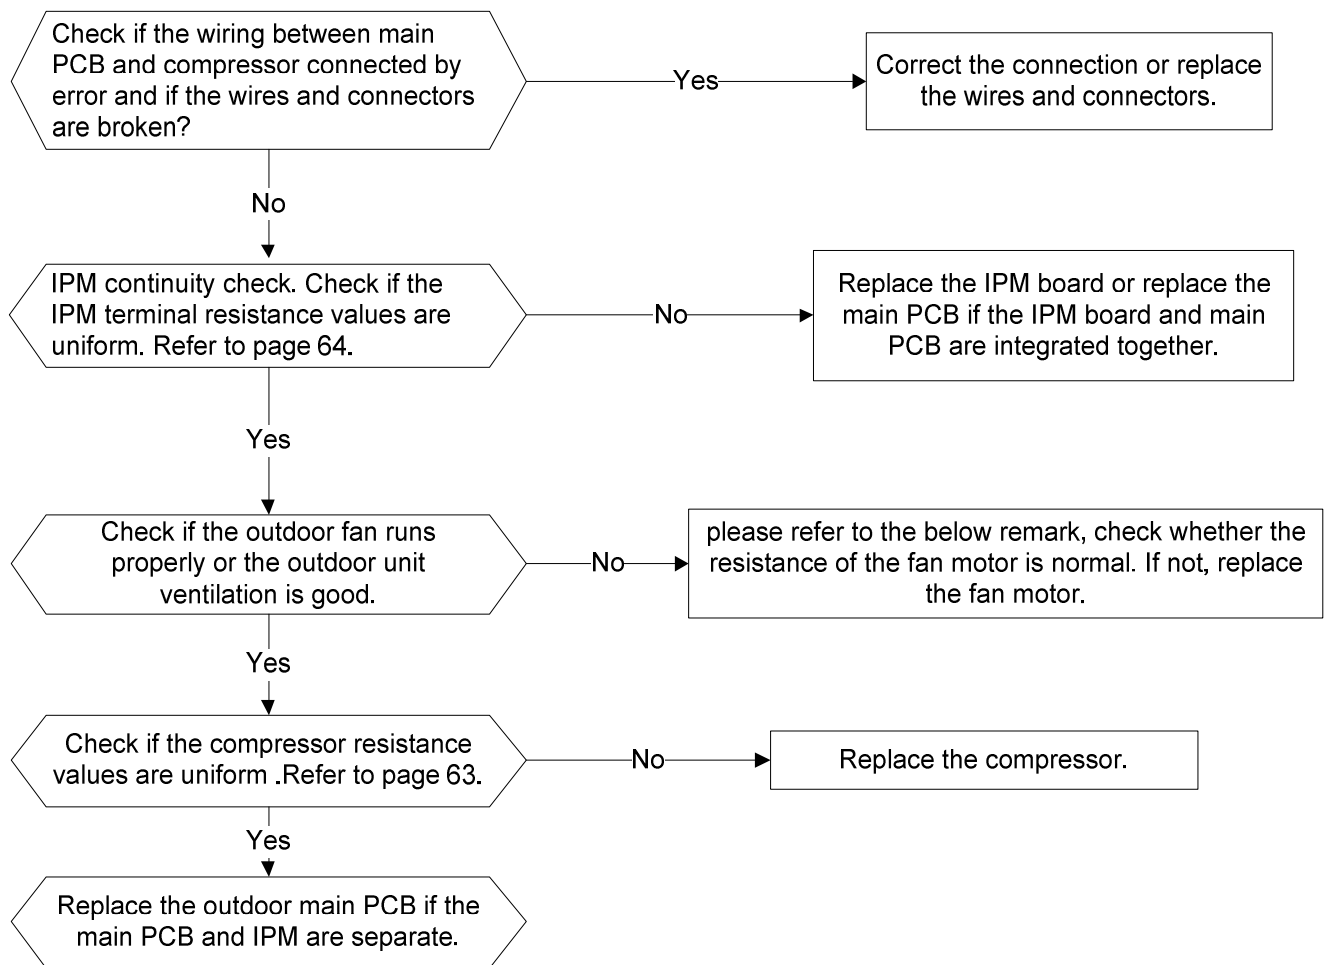 Check if the wiring between main
PCB and compressor connected by
error and if the wires and connectors
are broken?
Yes
Correct the connection or replace
the wires and connectors.
No
IPM continuity check. Check if the
IPM terminal resistance values are
uniform. Refer to page 64.
No
Replace the IPM board or replace the
main PCB if the IPM board and main
PCB are integrated together.
Yes
Check if the outdoor fan runs
properly or the outdoor unit
ventilation is good.
No
please refer to the below remark, check whether the
resistance of the fan motor is normal. If not, replace
the fan motor.
Yes
Check if the compressor resistance
values are uniform .Refer to page 63.
No
Replace the compressor.
Yes
Replace the outdoor main PCB if the
main PCB and IPM are separate.